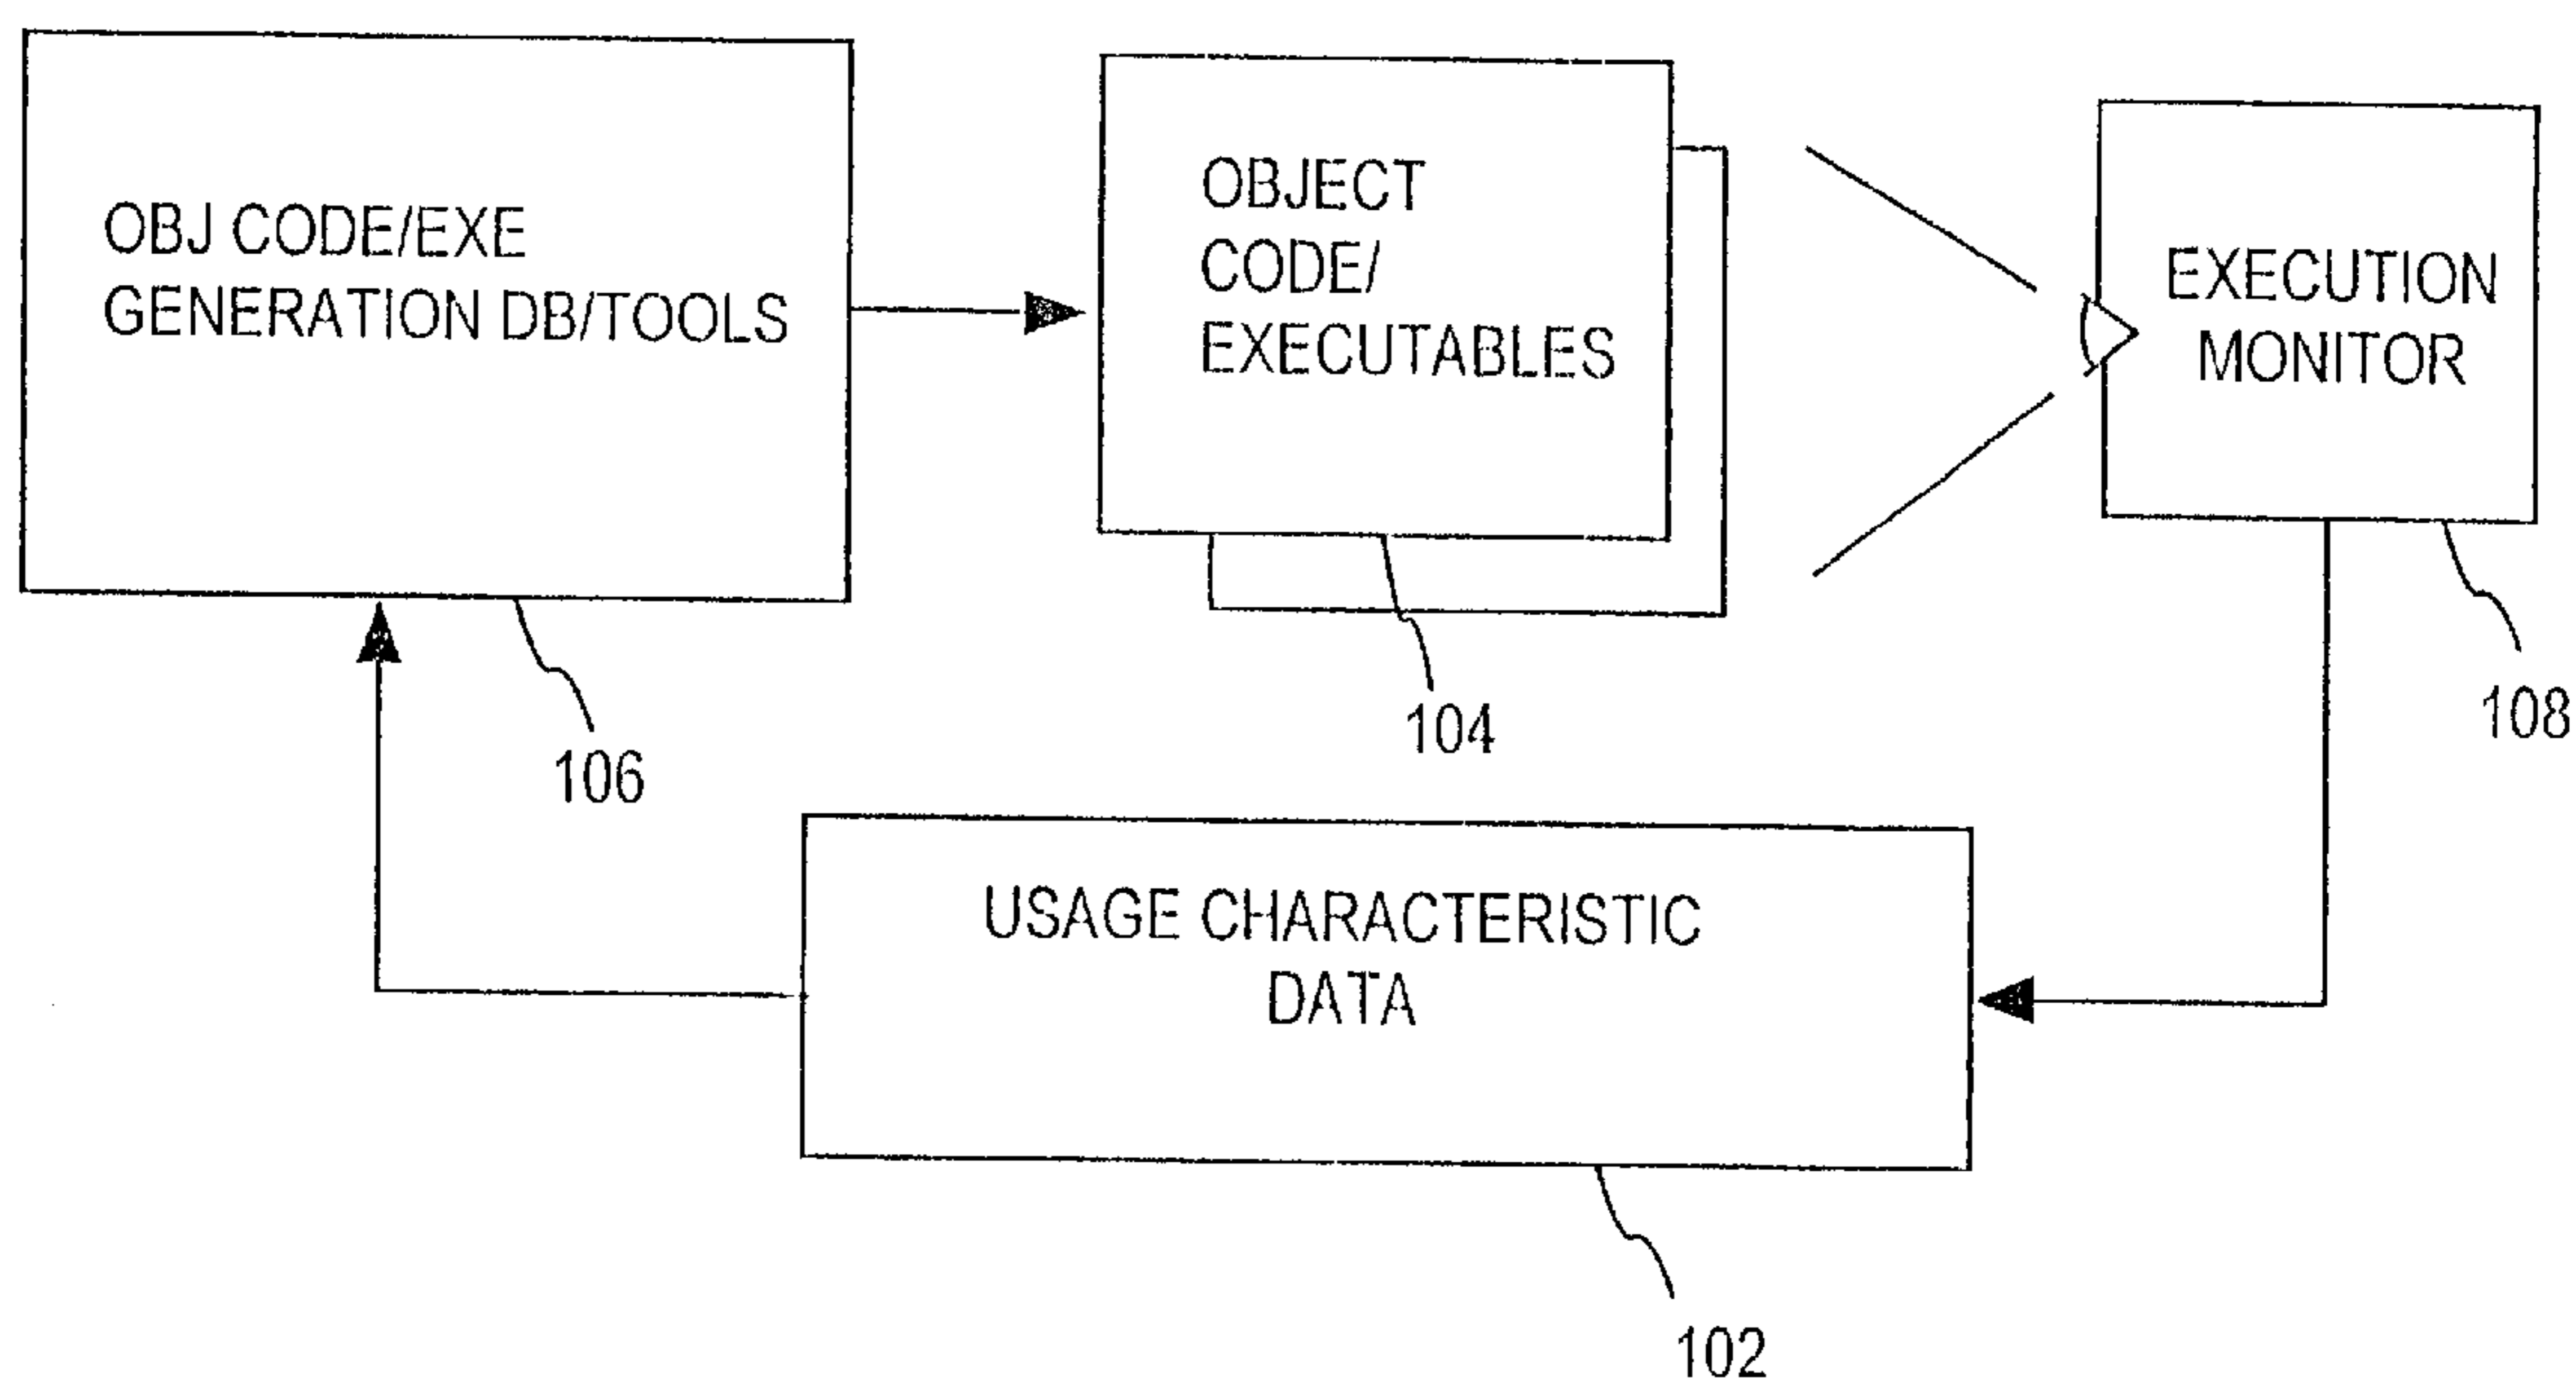 OBJ CODE/EXE
GENERATION DB/TOOLS
OBJECT
CODE/
EXECUTABLES
EXECUTION
MONITOR
106
104
108
USAGE CHARACTERISTIC
DATA
102